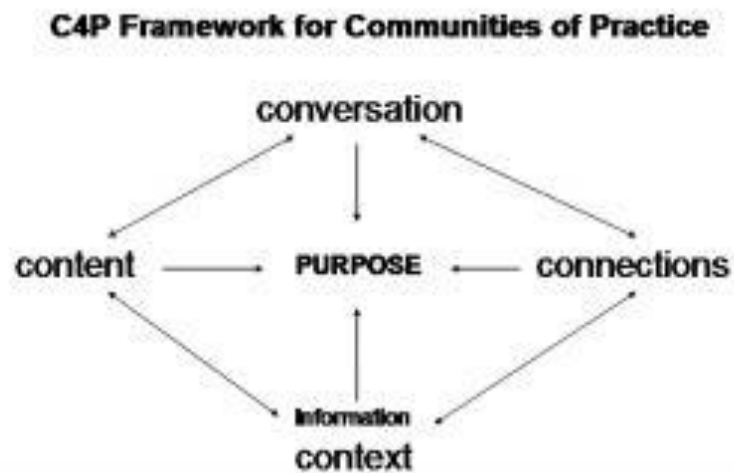 C4P Framework for Communities of Practice
conversation
content PURPOSE connections
Information
context